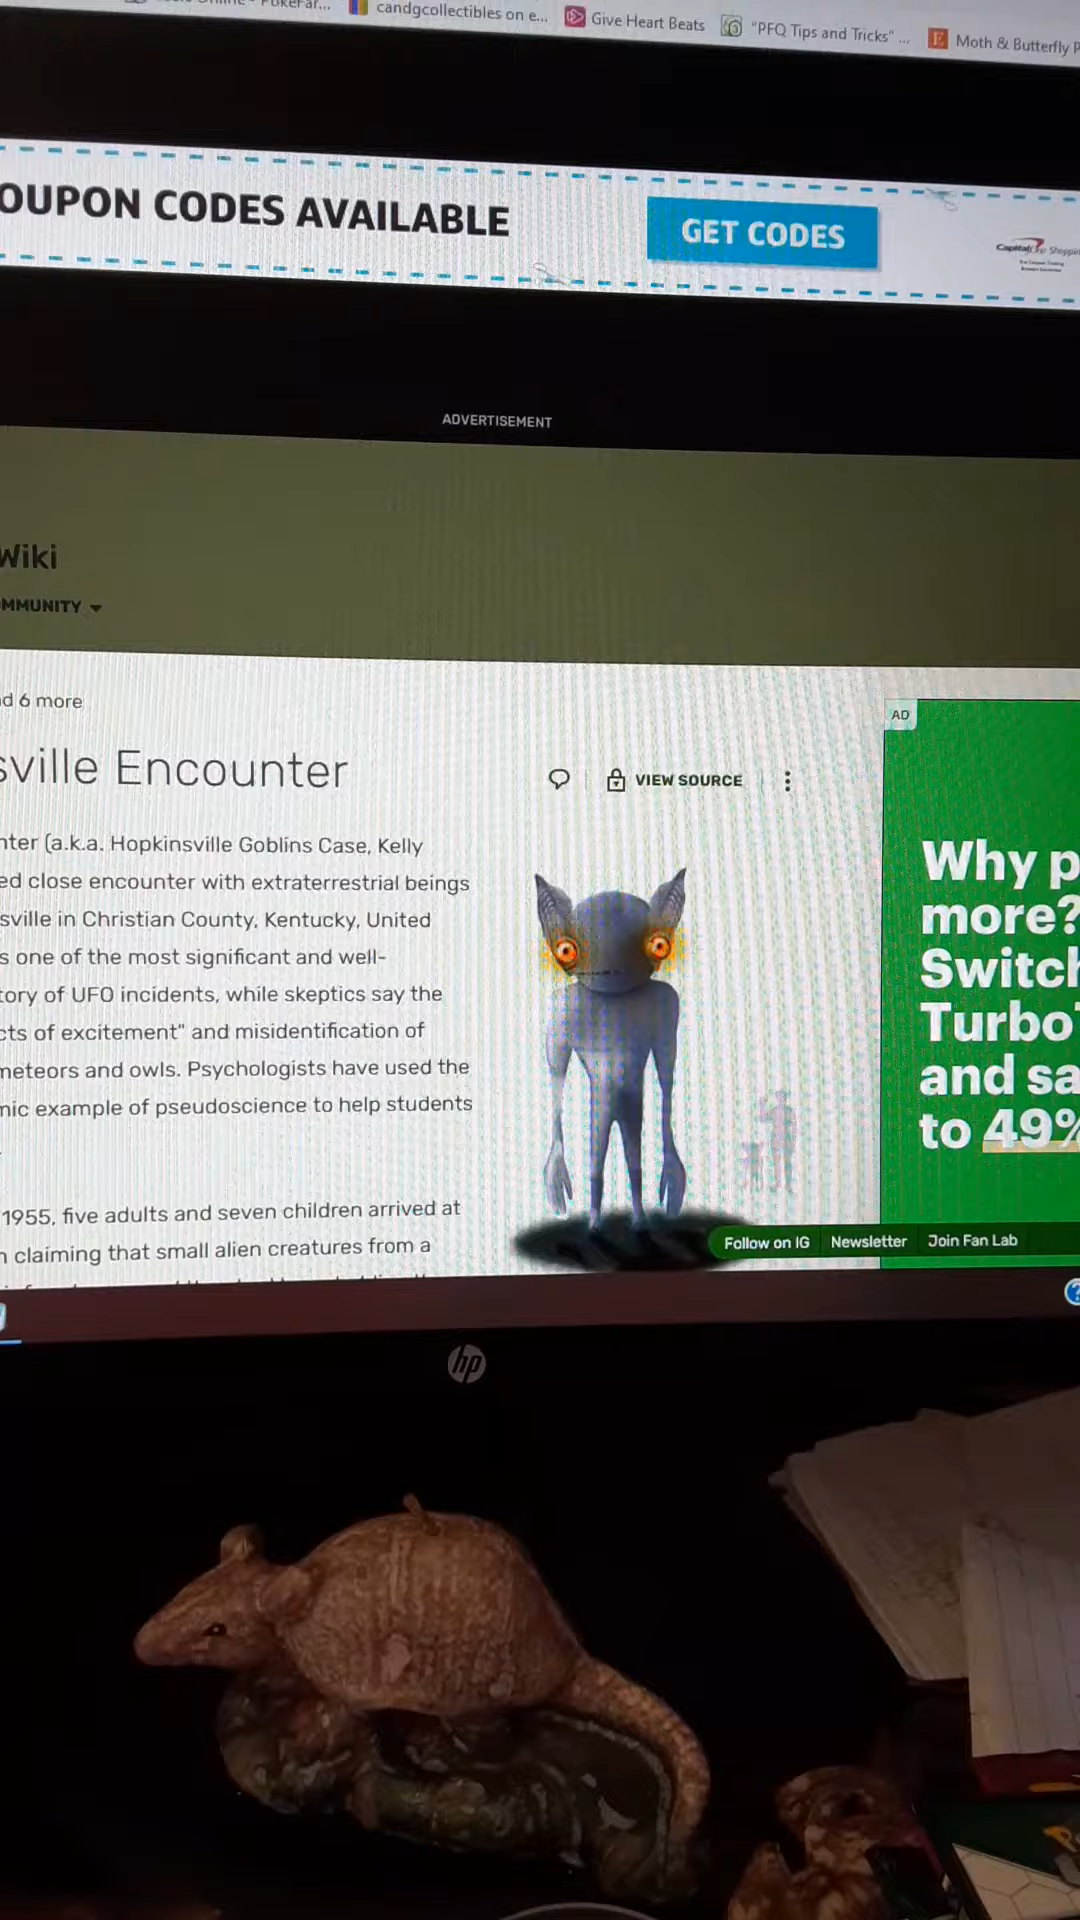 candgcollectibles on e...
Give Heart Beats
"PFQ Tips and Tricks" ...
Moth & Butterfly P
OUPON CODES AVAILABLE
GET CODES
Capital
Shoppin
ADVERTISEMENT
Wiki
MMUNITY
d 6 more
sville Encounter
VIEW SOURCE
nter (a.k.a. Hopkinsville Goblins Case, Kelly
ed close encounter with extraterrestrial beings
sville in Christian County, Kentucky, United
s one of the most significant and well-
tory of UFO incidents, while skeptics say the
cts of excitement" and misidentification of
meteors and owls. Psychologists have used the
mic example of pseudoscience to help students
1955, five adults and seven children arrived at
n claiming that small alien creatures from a
AD
Why p
more?
Switch
Turbo
and sa
to 49%
Follow on IG
Newsletter
Join Fan Lab
hp